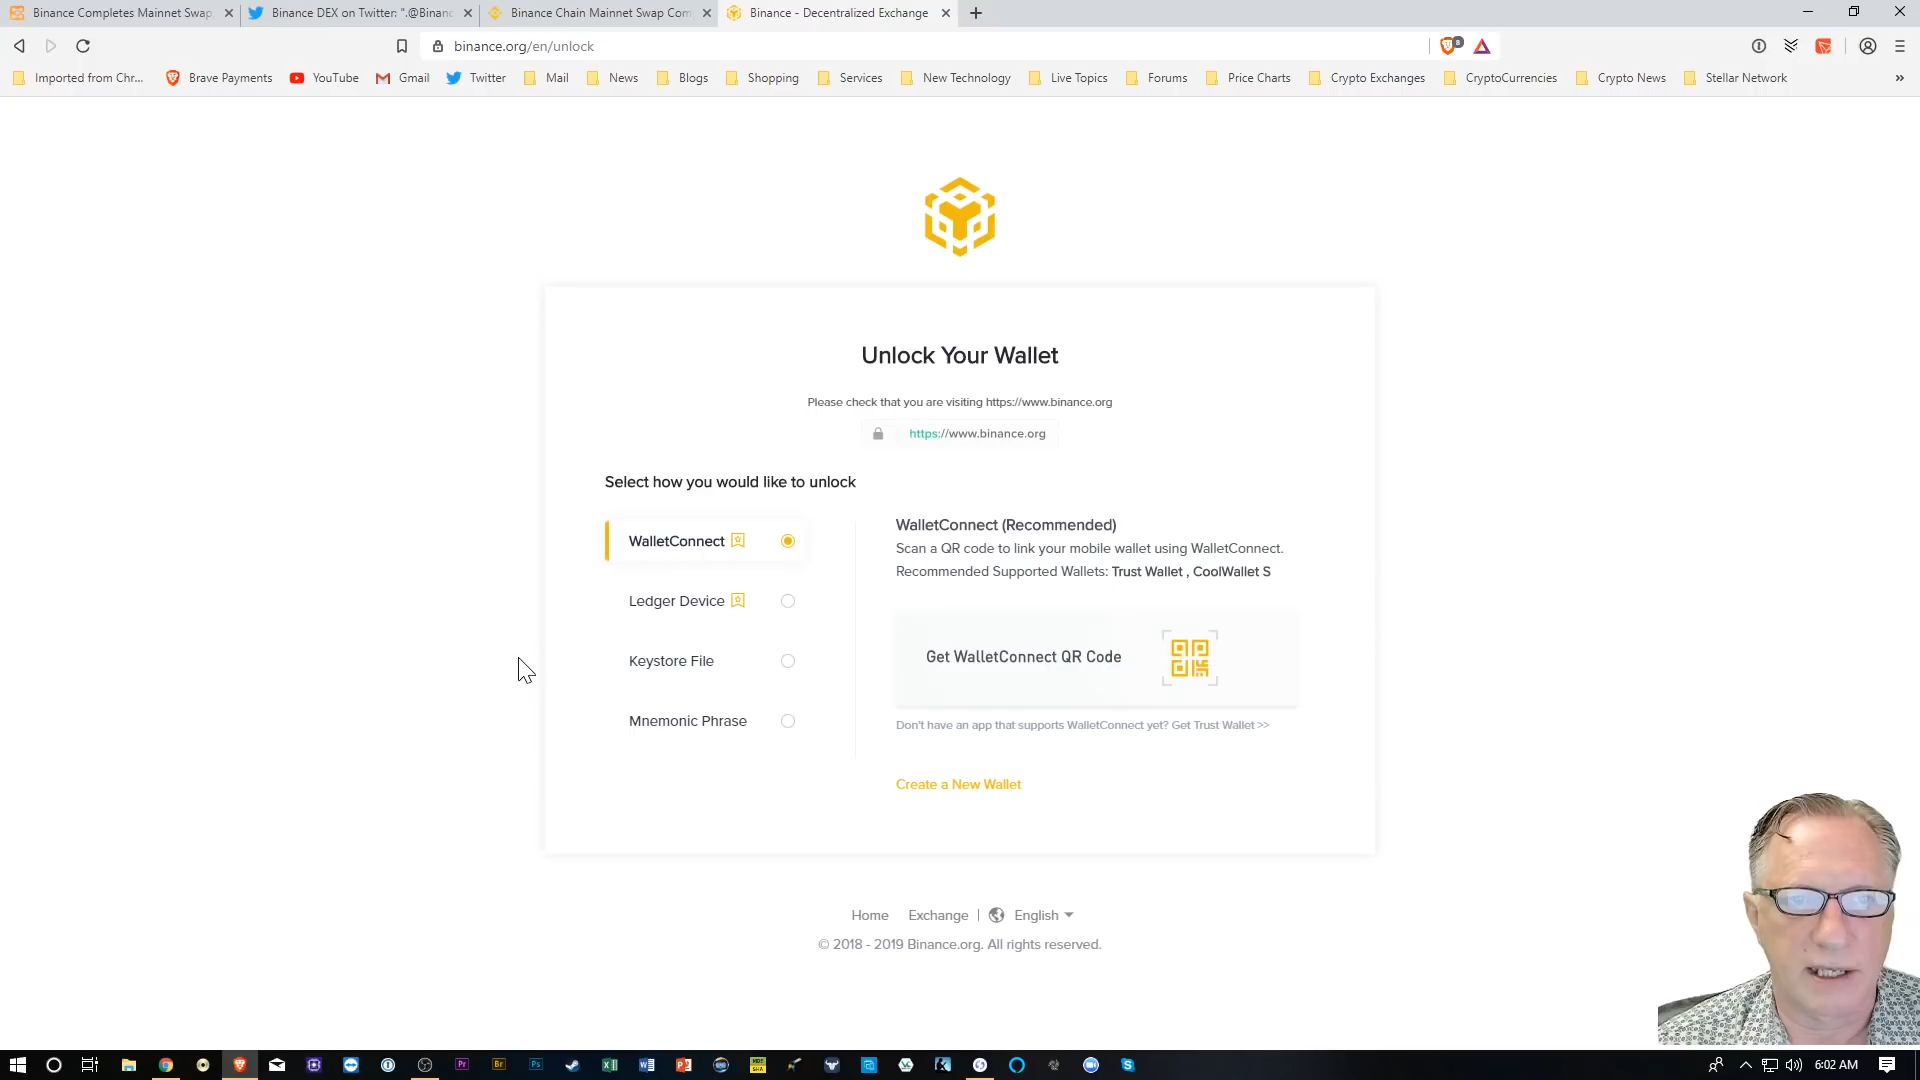 Binance Completes Mainnet Swap,
Binance DEX on Twitter: ".@Binanc
Binance Chain Mainnet Swap Com
Binance - Decentralized Exchange
binance.org/en/unlock
Imported from Chr...
Brave Payments
YouTube
Gmail
Twitter
Mail
News
Blogs
Shopping
Services
New Technology
Live Topics
Forums
Price Charts
Crypto Exchanges
CryptoCurrencies
Crypto News
Stellar Network
»
Unlock Your Wallet
Please check that you are visiting https://www.binance.org
https://www.binance.org
Select how you would like to unlock
WalletConnect
Ledger Device
Keystore File
Mnemonic Phrase
WalletConnect (Recommended)
Scan a QR code to link your mobile wallet using WalletConnect.
Recommended Supported Wallets: Trust Wallet , CoolWallet S
Get WalletConnect QR Code
Don't have an app that supports WalletConnect yet? Get Trust Wallet >>
Create a New Wallet
Home Exchange | English
© 2018 - 2019 Binance.org. All rights reserved.
Pr
Br
Ps
6:02 AM